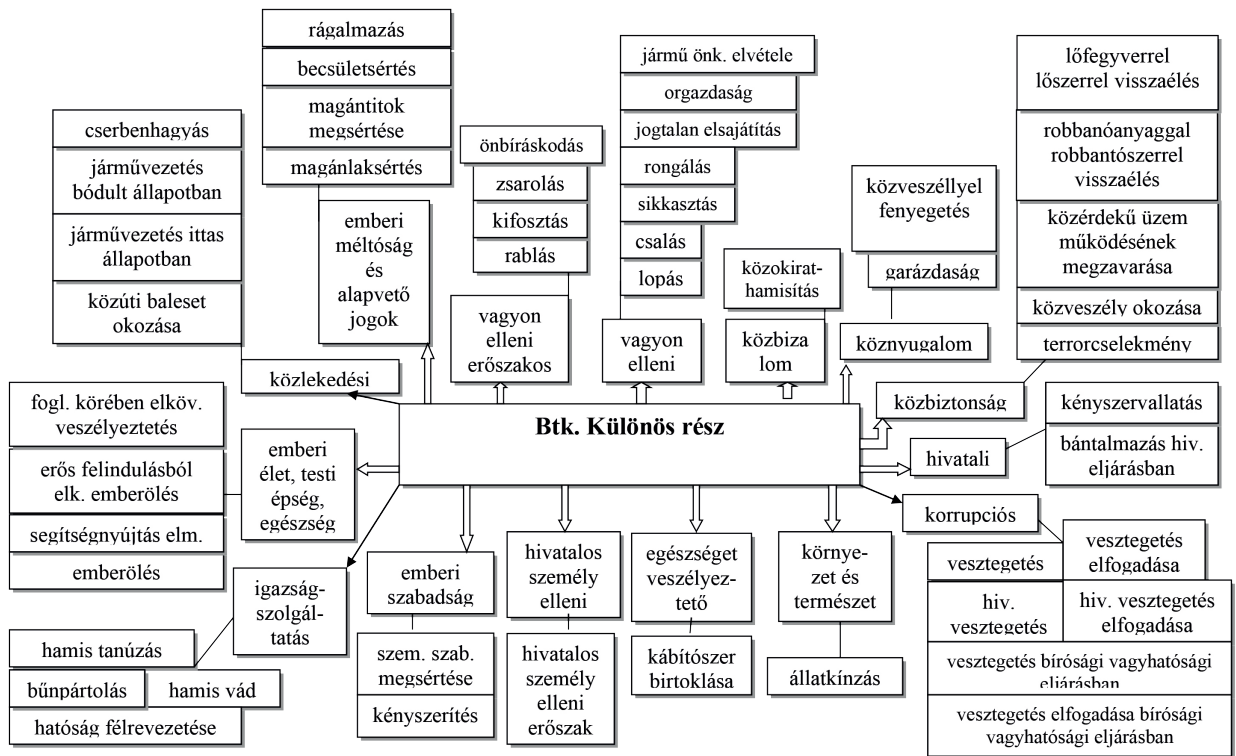 rágalmazás
becsületsértés
magántitok
megsértése
magánlaksértés
emberi
méltóság
és
alapvető
jogok
cserbenhagyás
járművezetés
bódult állapotban
járművezetés ittas
állapotban
közúti baleset
okozása
közlekedési
önbíráskodás
zsarolás
kifosztás
rablás
vagyon
elleni
erőszakos
jármű önk. elvétele
orgazdaság
jogtalan elsajátítás
rongálás
sikkasztás
csalás
lopás
vagyon
elleni
közokirat-
hamisítás
közbiza
lom
közveszéllyel
fenyegetés
garázdaság
köznyugalom
lőfegyverrel
lőszerrel visszaélés
robbanóanyaggal
robbantószerrel
visszaélés
közérdekű üzem
működésének
megzavarása
közveszély okozása
terrorcselekmény
közbiztonság
Btk. Különös rész
fogl. körében elköv.
veszélyeztetés
erős felindulásból
elk. emberölés
segítségnyújtás elm.
emberölés
emberi
élet, testi
épség,
egészség
kényszervallatás
bántalmazás hiv.
eljárásban
hivatali
korrupciós
vesztegetés
vesztegetés
elfogadása
hiv.
vesztegetés
hiv. vesztegetés
elfogadása
vesztegetés bírósági vagyhatósági
eljárásban
vesztegetés elfogadása bírósági
vagyhatósági eljárásban
igazság-
szolgál-
tatás
hamis tanúzás
bűnpártolás
hamis vád
hatóság félrevezetése
emberi
szabadság
szem. szab.
megsértése
kényszerítés
hivatalos
személy
elleni
hivatalos
személy
elleni
erőszak
egészséget
veszélyez-
tető
kábítószer
birtoklása
környe-
zet és
természet
állatkínzás